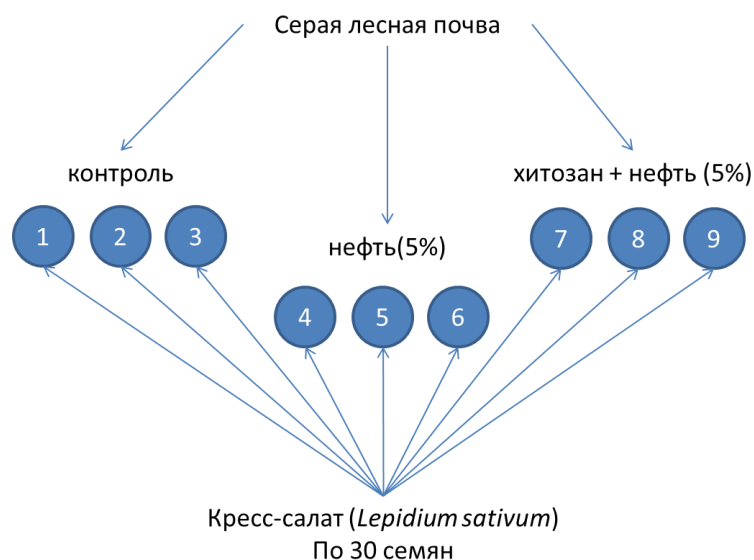 Серая лесная почва
контроль
хитозан + нефть (5%)
1 2 3
7 8 9
нефть(5%)
4 5 6
Кресс-салат (Lepidium sativum)
По 30 семян